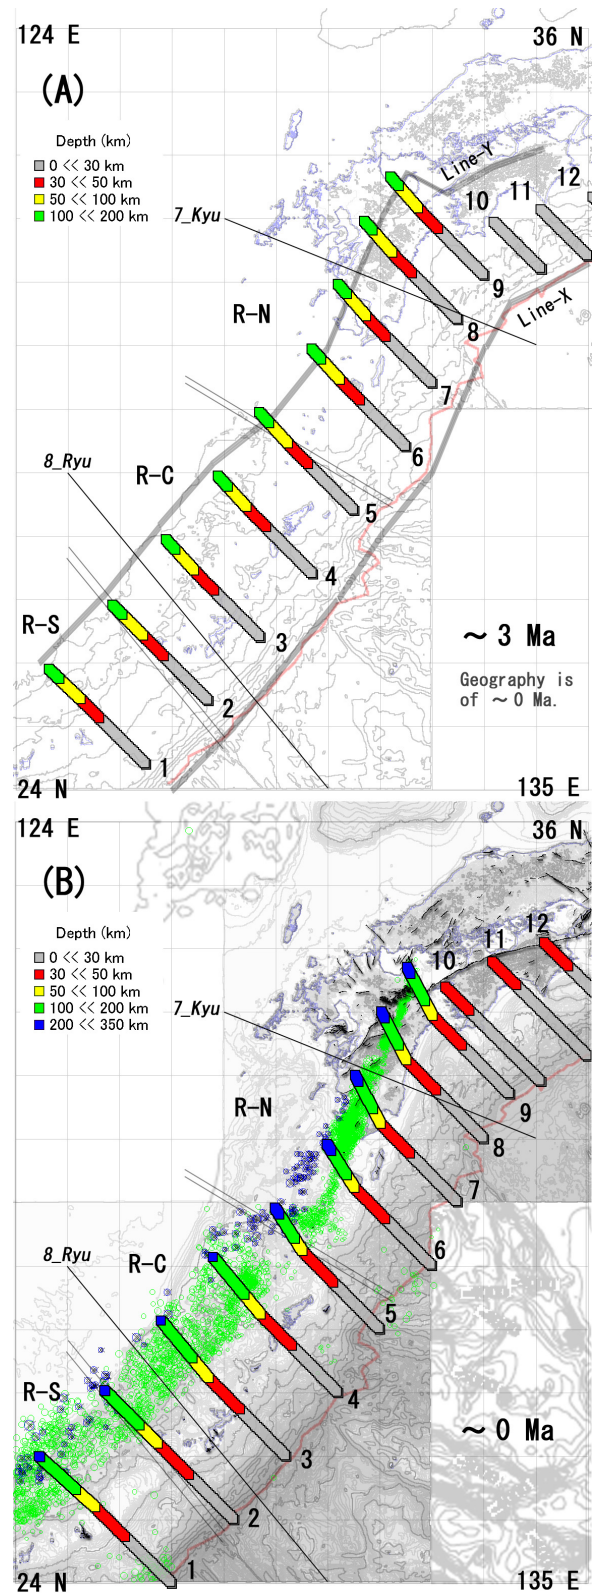 124 E
36 N
(A)
Depth (km)
0 << 30 km
30 << 50 km
50 << 100 km
100 << 200 km
Line-Y
12
11
10
7_Kyu
9
Line-X
R-N
8
7
6
8_Ryu
R-C
5
4
R-S
3
~ 3 Ma
Geography is
of ~ 0 Ma.
2
1
24 N
135 E
124 E
36 N
(B)
Depth (km)
0 << 30 km
30 << 50 km
50 << 100 km
100 << 200 km
200 << 350 km
12
11
10
7_Kyu
R-N
9
8
7
8_Ryu
R-C
6
5
R-S
4
~ 0 Ma
3
2
1
24 N
135 E